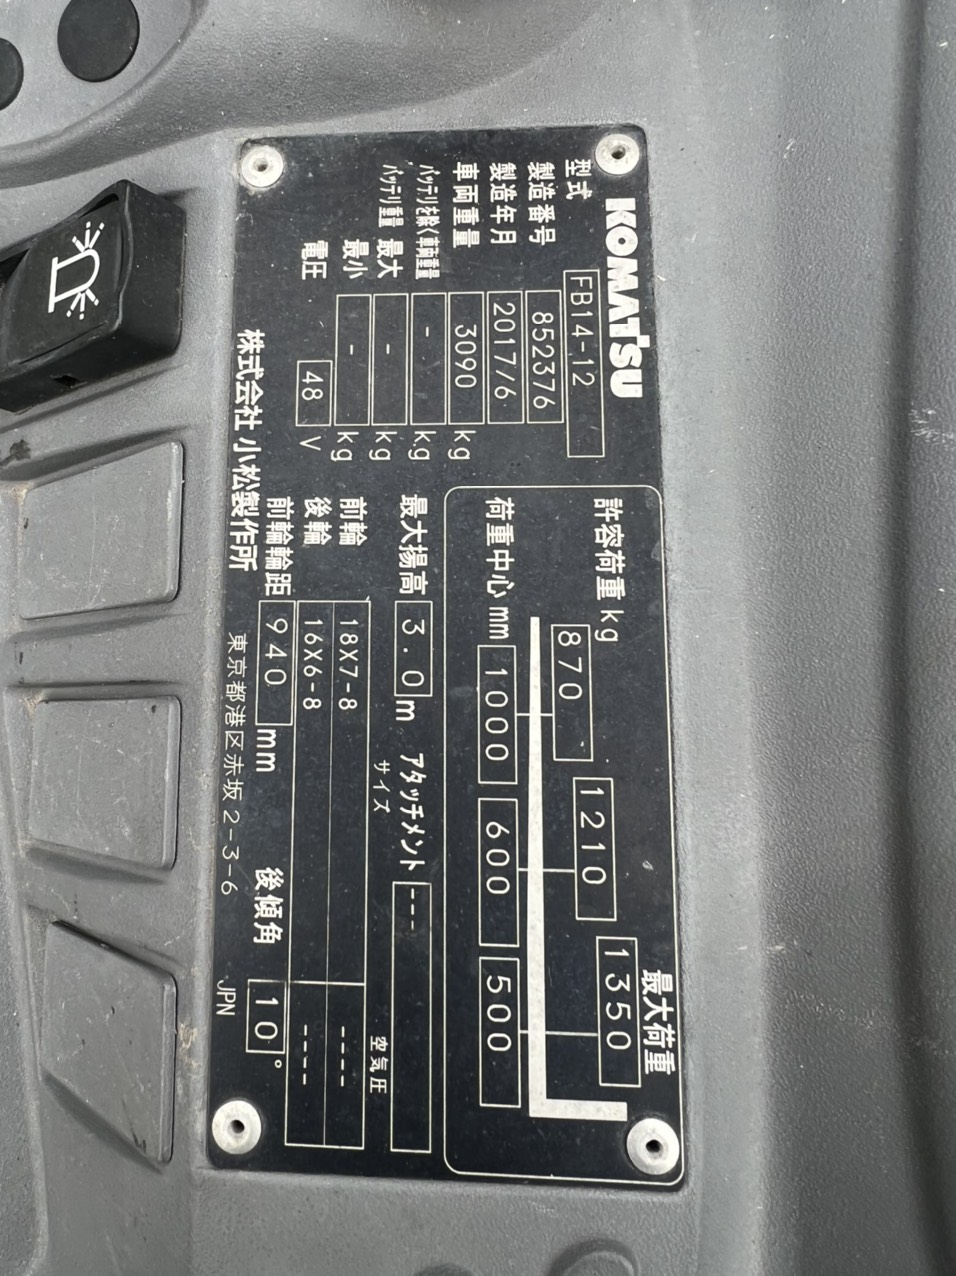 KOMATSU
型式 FB14-12
製造番号 852376
製造年月 2017/6
車両重量 3090 kg
バッテリを除く車両重量 - kg
バッテリ重量 最大 - kg
最小 - kg
電圧 48 V
株式会社 小松製作所
東京都港区赤坂2-3-6
JPN
最大荷重
許容荷重 kg 870 1210 1350
荷重中心 mm 1000 600 500
最大揚高 3.0 m アタッチメント ---
サイズ 空気圧
前輪 18X7-8 ----
後輪 16X6-8 ----
前輪輪距 940 mm 後傾角 10°